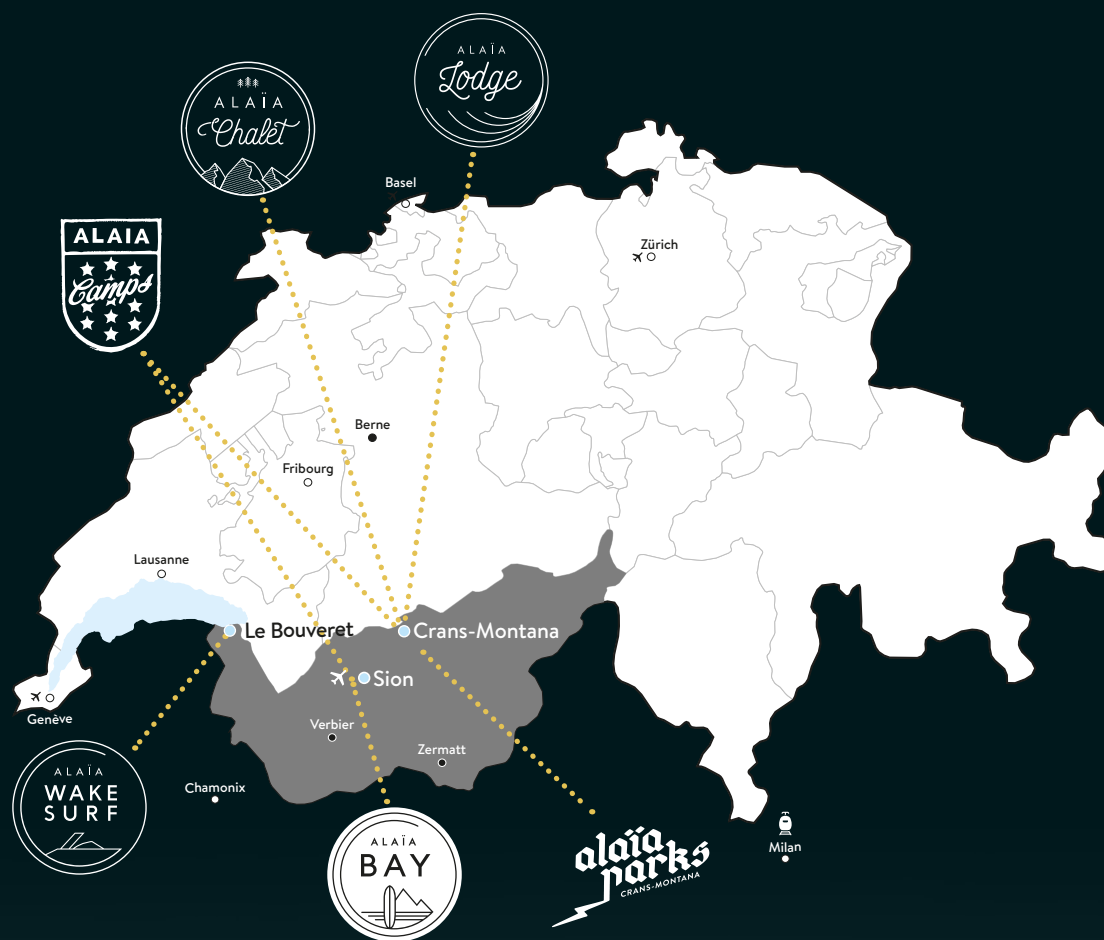 ALAÏA
Lodge
ALAÏA
Chalet
ALAIA
Camps
Basel
Zürich
Berne
Fribourg
Lausanne
Le Bouveret
Crans-Montana
Sion
Genève
Verbier
Zermatt
Chamonix
ALAÏA
WAKE
SURF
ALAÏA
BAY
alaïa
parks
CRANS-MONTANA
Milan